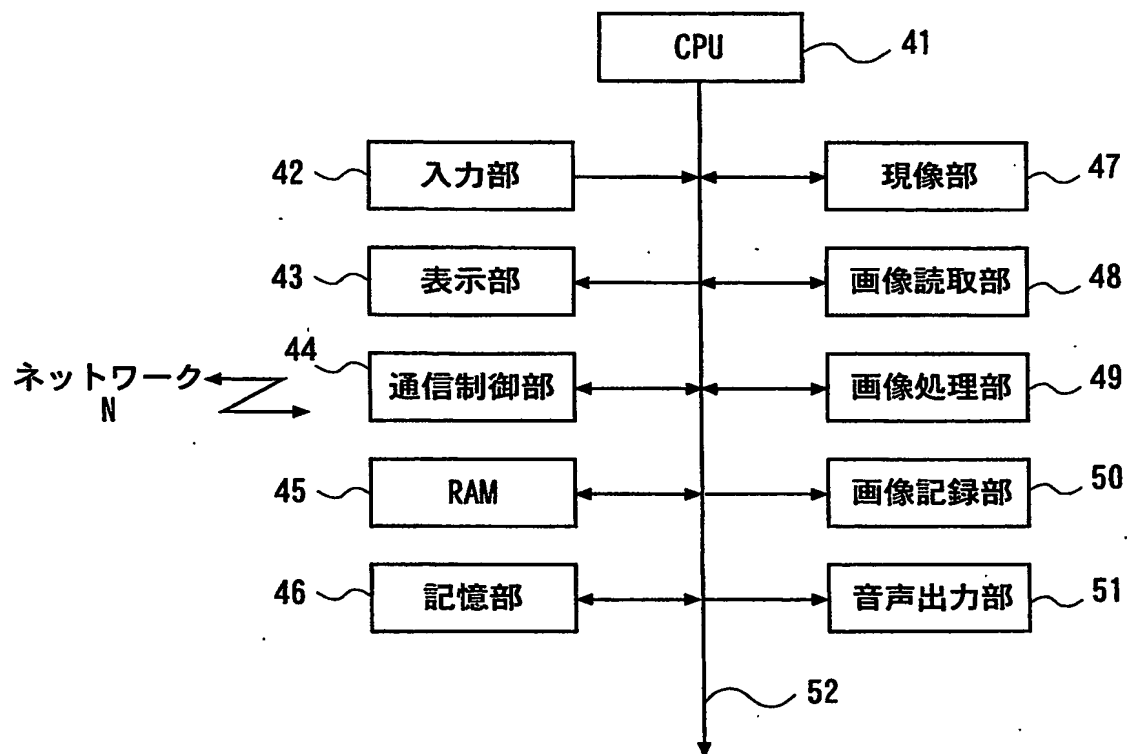 CPU 41
42 入力部 現像部 47
43 表示部 画像読取部 48
44
ネットワーク 通信制御部 画像処理部 49
N
45 RAM 画像記録部 50
46 記憶部 音声出力部 51
52